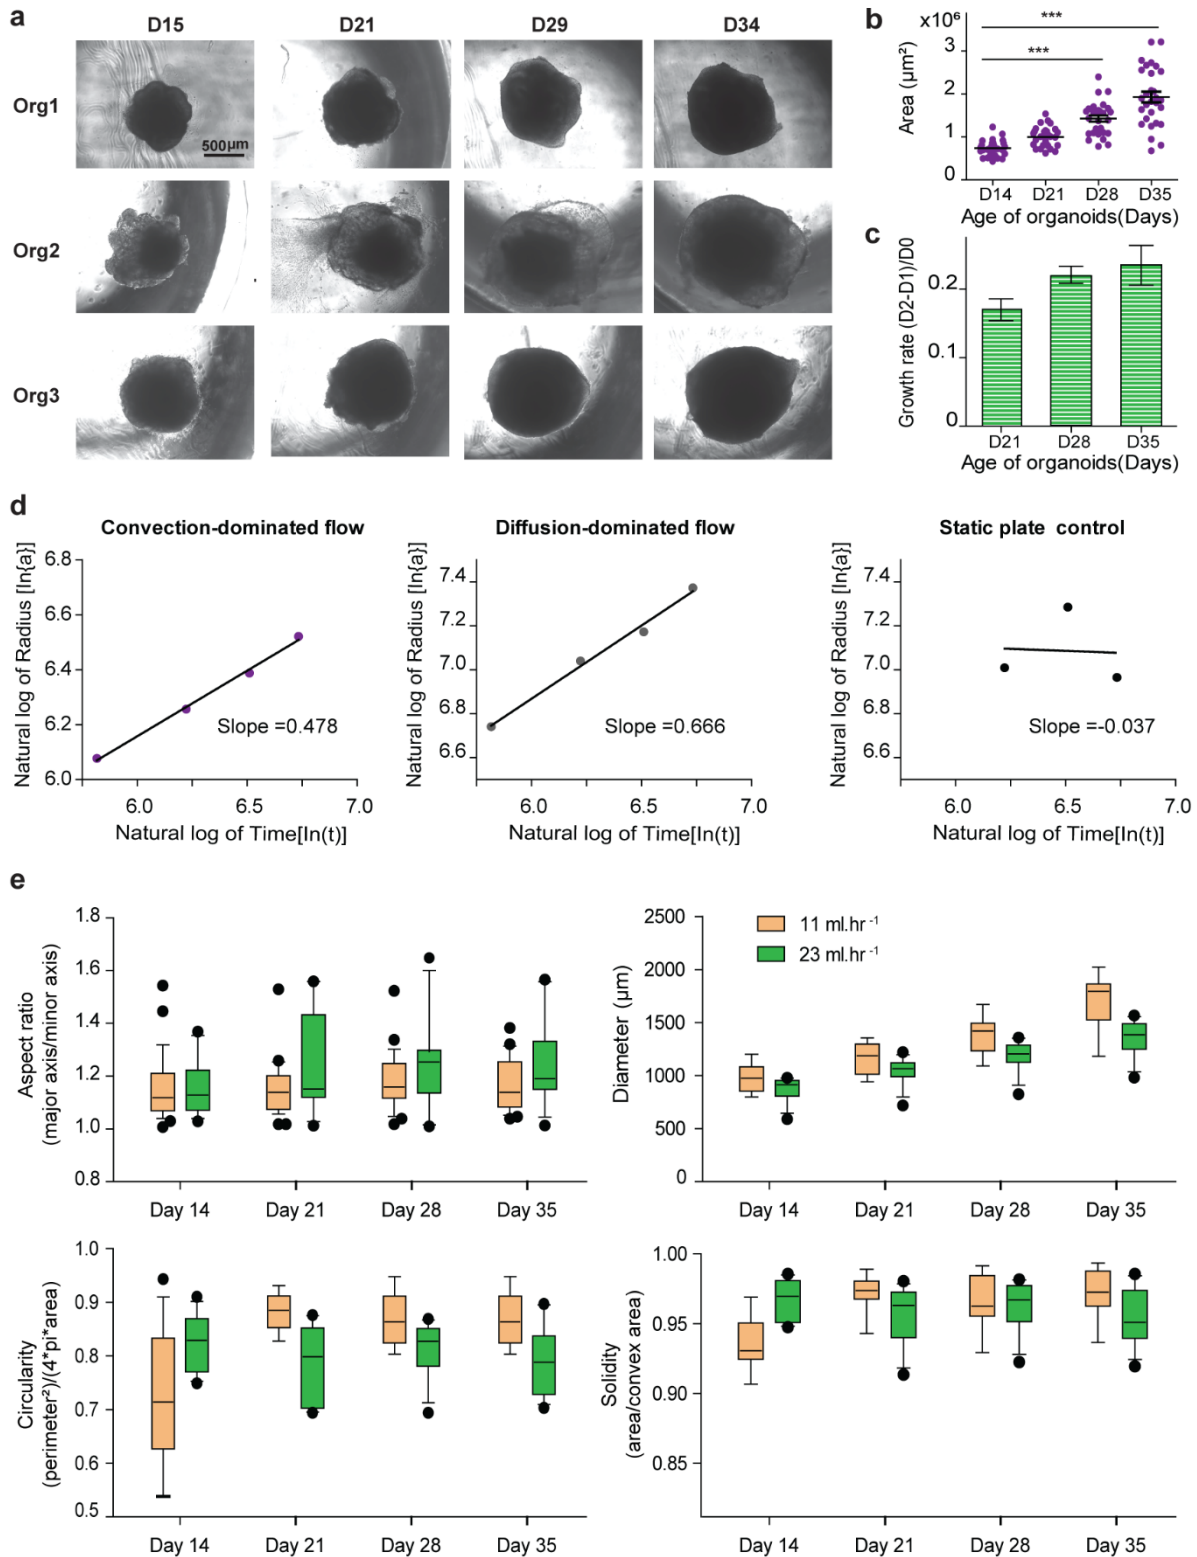 a
D15 D21 D29 D34
Org1
500µm
Org2
Org3
b
x10⁶
***
***
Area (µm²)
3
2
1
0
D14 D21 D28 D35
Age of organoids(Days)
c
Growth rate (D2-D1)/D0
0.2
0.1
0
D21 D28 D35
Age of organoids(Days)
d
Convection-dominated flow
Natural log of Radius [ln{a}]
6.8
6.6
6.4
6.2
6.0
Slope =0.478
6.0 6.5 7.0
Natural log of Time[ln(t)]
Diffusion-dominated flow
Natural log of Radius [ln{a}]
7.4
7.2
7.0
6.8
6.6
Slope =0.666
6.0 6.5 7.0
Natural log of Time[ln(t)]
Static plate control
Natural log of Radius [ln{a}]
7.4
7.2
7.0
6.8
6.6
Slope =-0.037
6.0 6.5 7.0
Natural log of Time[ln(t)]
e
Aspect ratio
(major axis/minor axis)
1.8
1.6
1.4
1.2
1.0
0.8
Day 14 Day 21 Day 28 Day 35
Diameter (µm)
2500
2000
1500
1000
500
0
11 ml.hr ⁻¹
23 ml.hr ⁻¹
Day 14 Day 21 Day 28 Day 35
Circularity
(perimeter²)/(4*pi*area)
1.0
0.9
0.8
0.7
0.6
0.5
Day 14 Day 21 Day 28 Day 35
Solidity
(area/convex area)
1.00
0.95
0.90
0.85
Day 14 Day 21 Day 28 Day 35